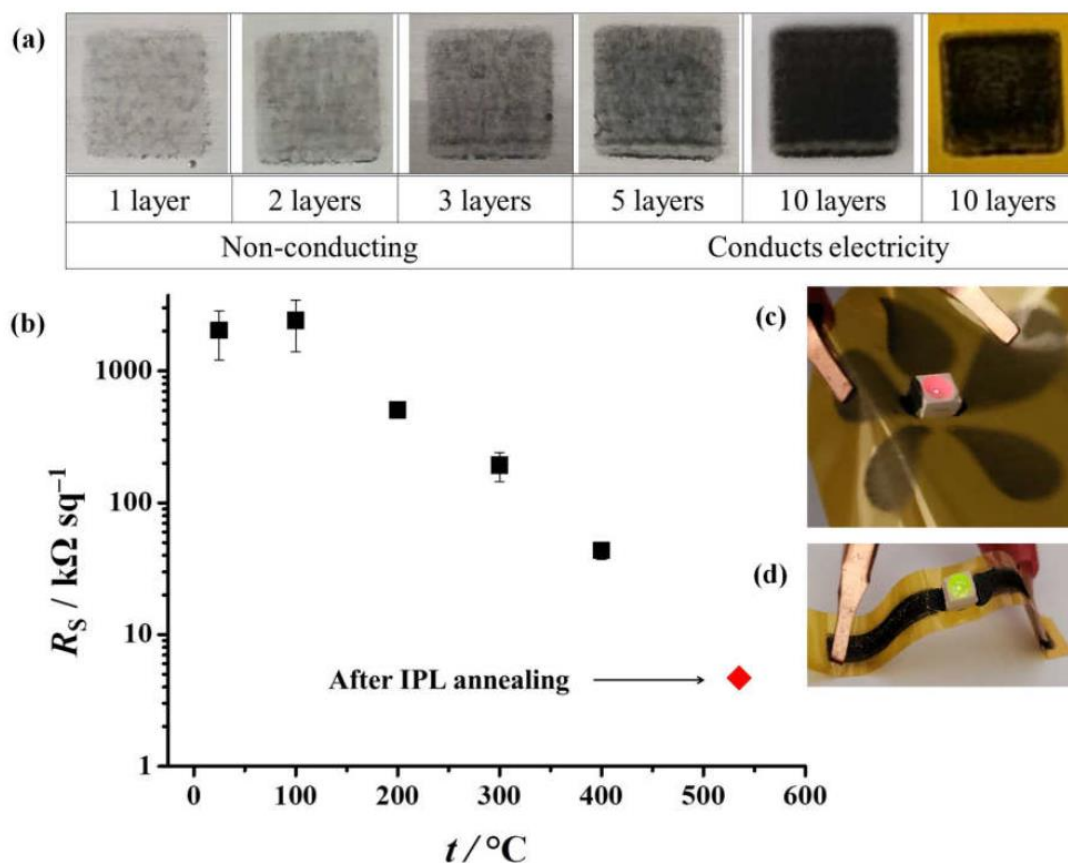 (a)
1 layer 2 layers 3 layers 5 layers 10 layers 10 layers
Non-conducting Conducts electricity
(b)
(c)
(d)
1000
100
10
1
R_S / kΩ sq⁻¹
After IPL annealing
0 100 200 300 400 500 600
t / °C